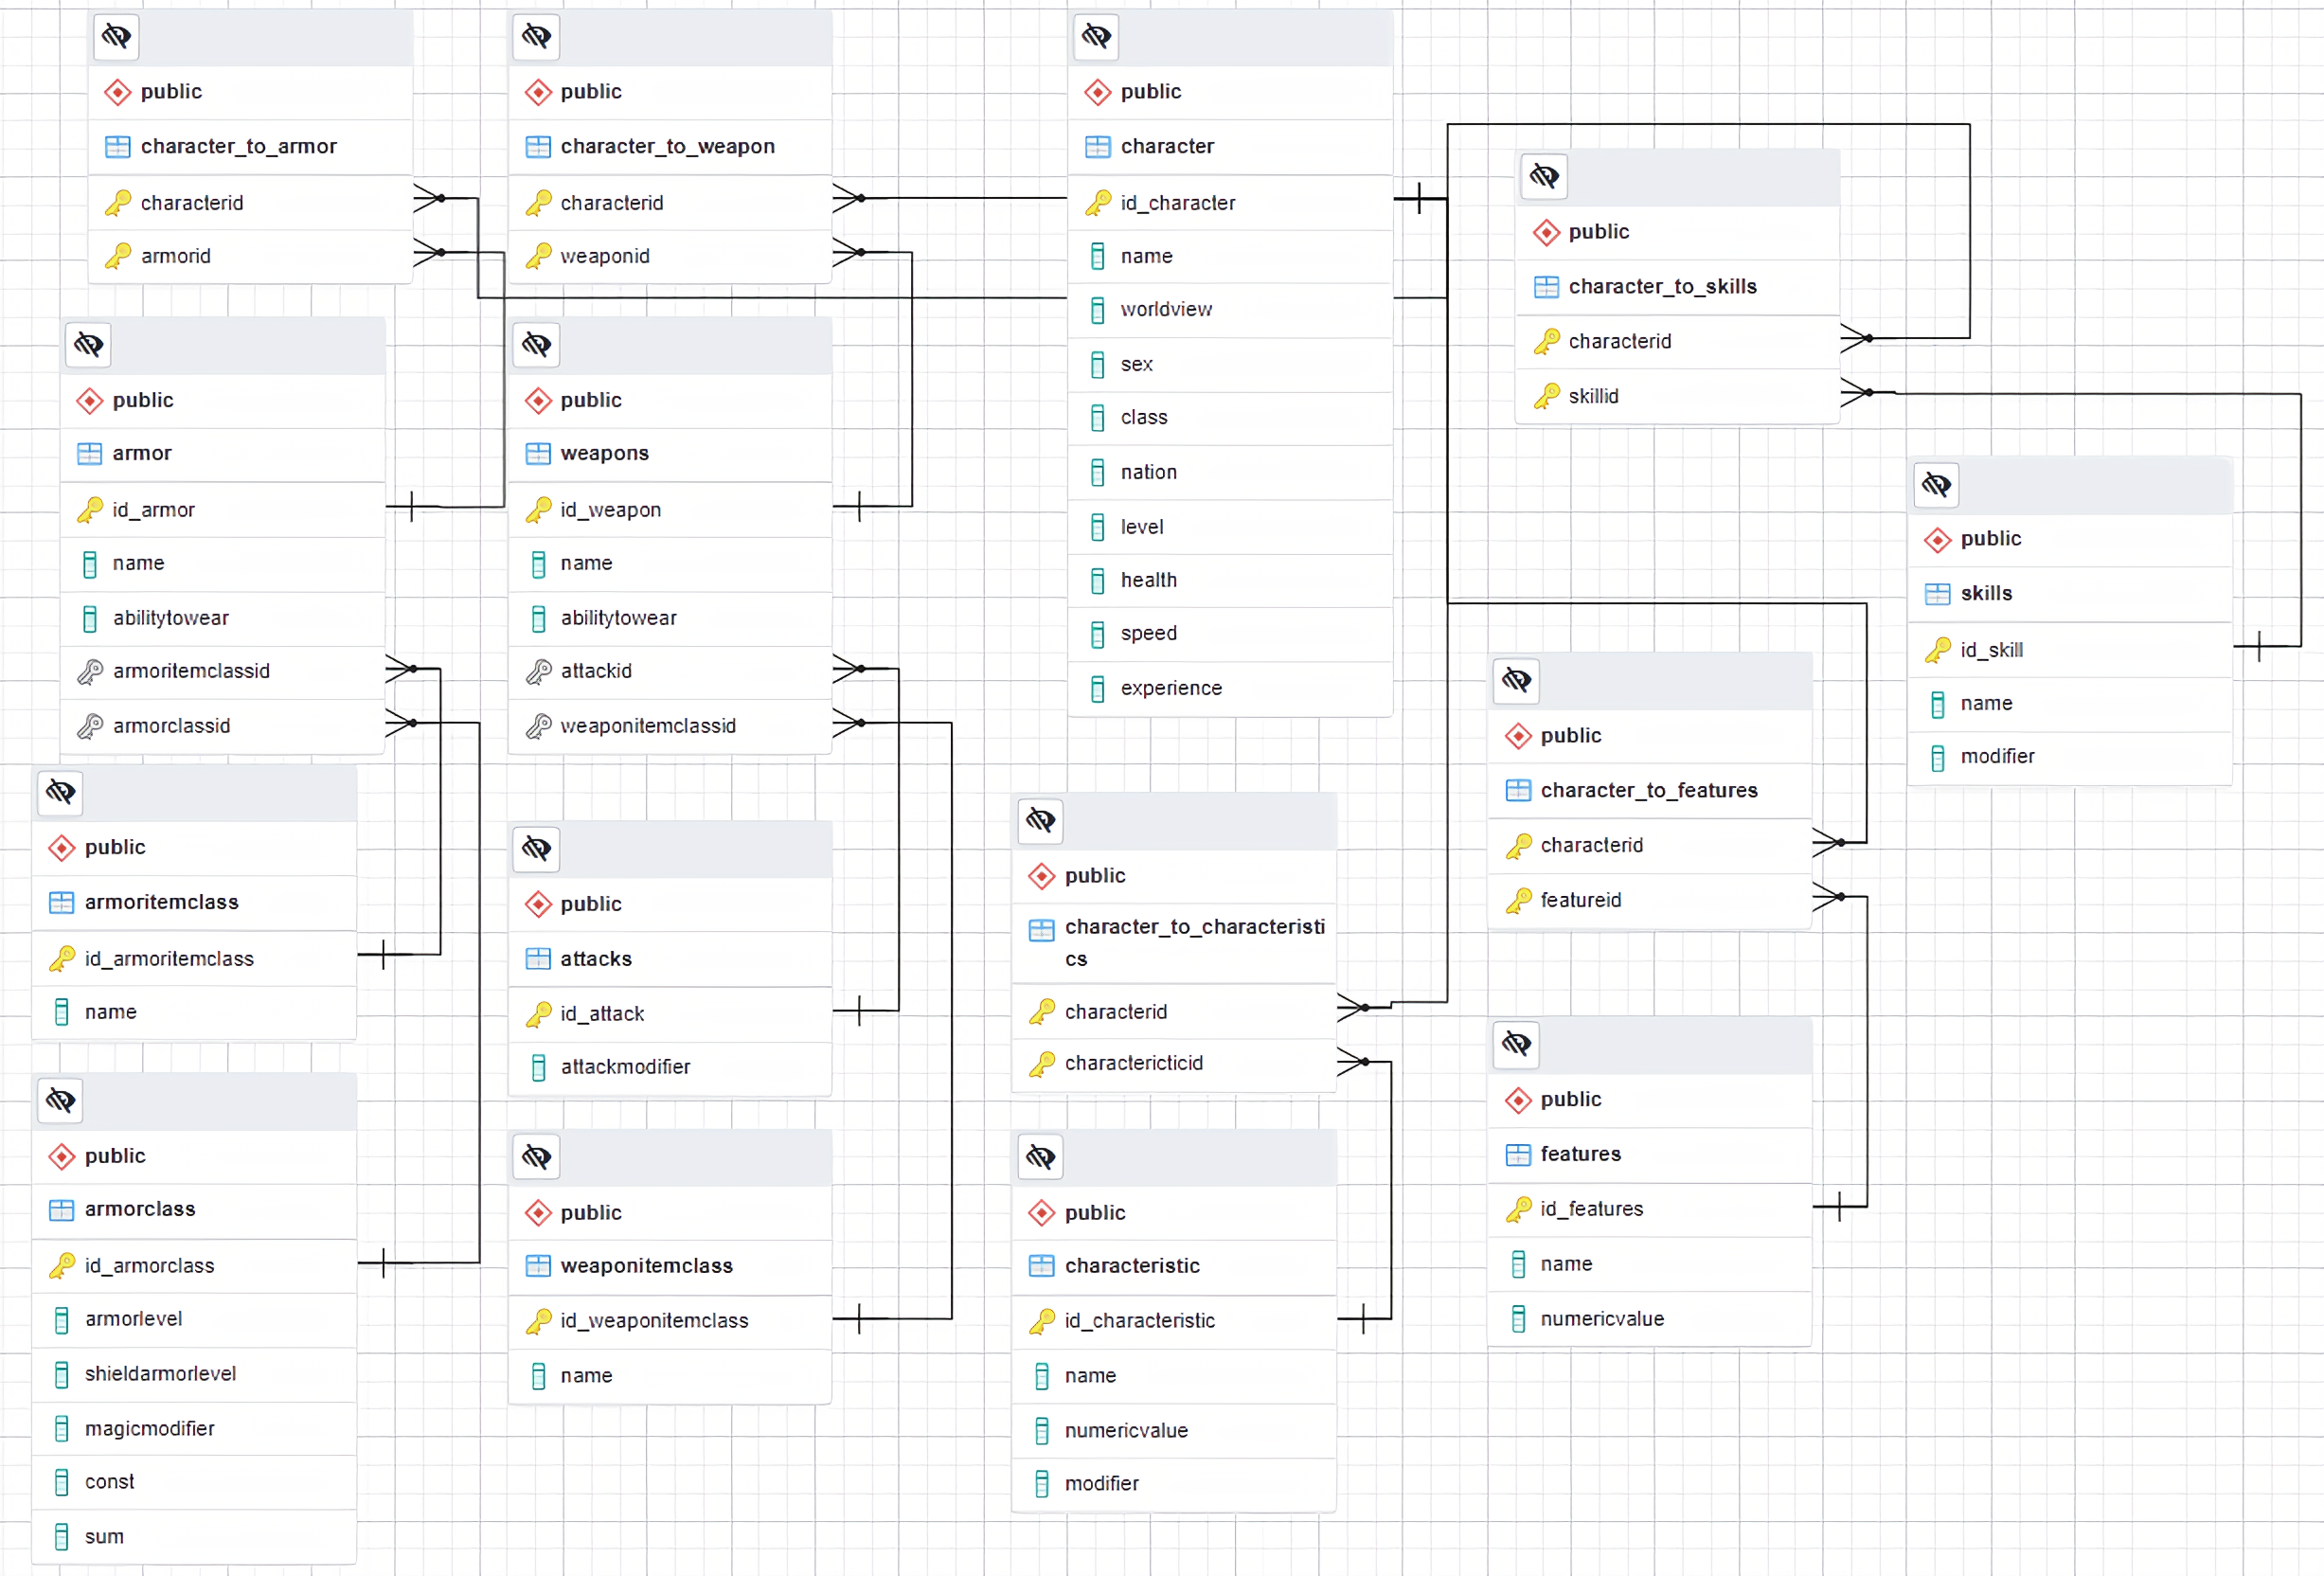 public
character_to_armor
characterid
armorid
public
character_to_weapon
characterid
weaponid
public
character
id_character
name
worldview
sex
class
nation
level
health
speed
experience
public
character_to_skills
characterid
skillid
public
armor
id_armor
name
abilitytowear
armoritemclassid
armorclassid
public
weapons
id_weapon
name
abilitytowear
attackid
weaponitemclassid
public
skills
id_skill
name
modifier
public
character_to_features
characterid
featureid
public
armoritemclass
id_armoritemclass
name
public
attacks
id_attack
attackmodifier
public
character_to_characteristi
cs
characterid
charactericticid
public
features
id_features
name
numericvalue
public
armorclass
id_armorclass
armorlevel
shieldarmorlevel
magicmodifier
const
sum
public
weaponitemclass
id_weaponitemclass
name
public
characteristic
id_characteristic
name
numericvalue
modifier